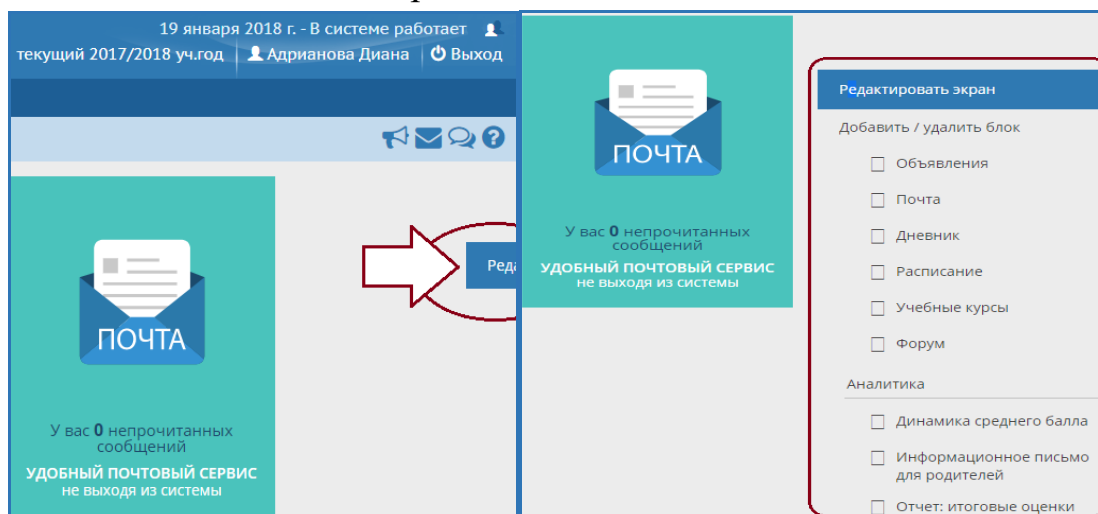 19 января 2018 г. - В системе работает
текущий 2017/2018 уч.год Адрианова Диана Выход
ПОЧТА
У вас 0 непрочитанных
сообщений
УДОБНЫЙ ПОЧТОВЫЙ СЕРВИС
не выходя из системы
Реда
ПОЧТА
У вас 0 непрочитанных
сообщений
УДОБНЫЙ ПОЧТОВЫЙ СЕРВИС
не выходя из системы
Редактировать экран
Добавить / удалить блок
Объявления
Почта
Дневник
Расписание
Учебные курсы
Форум
Аналитика
Динамика среднего балла
Информационное письмо
для родителей
Отчет: итоговые оценки